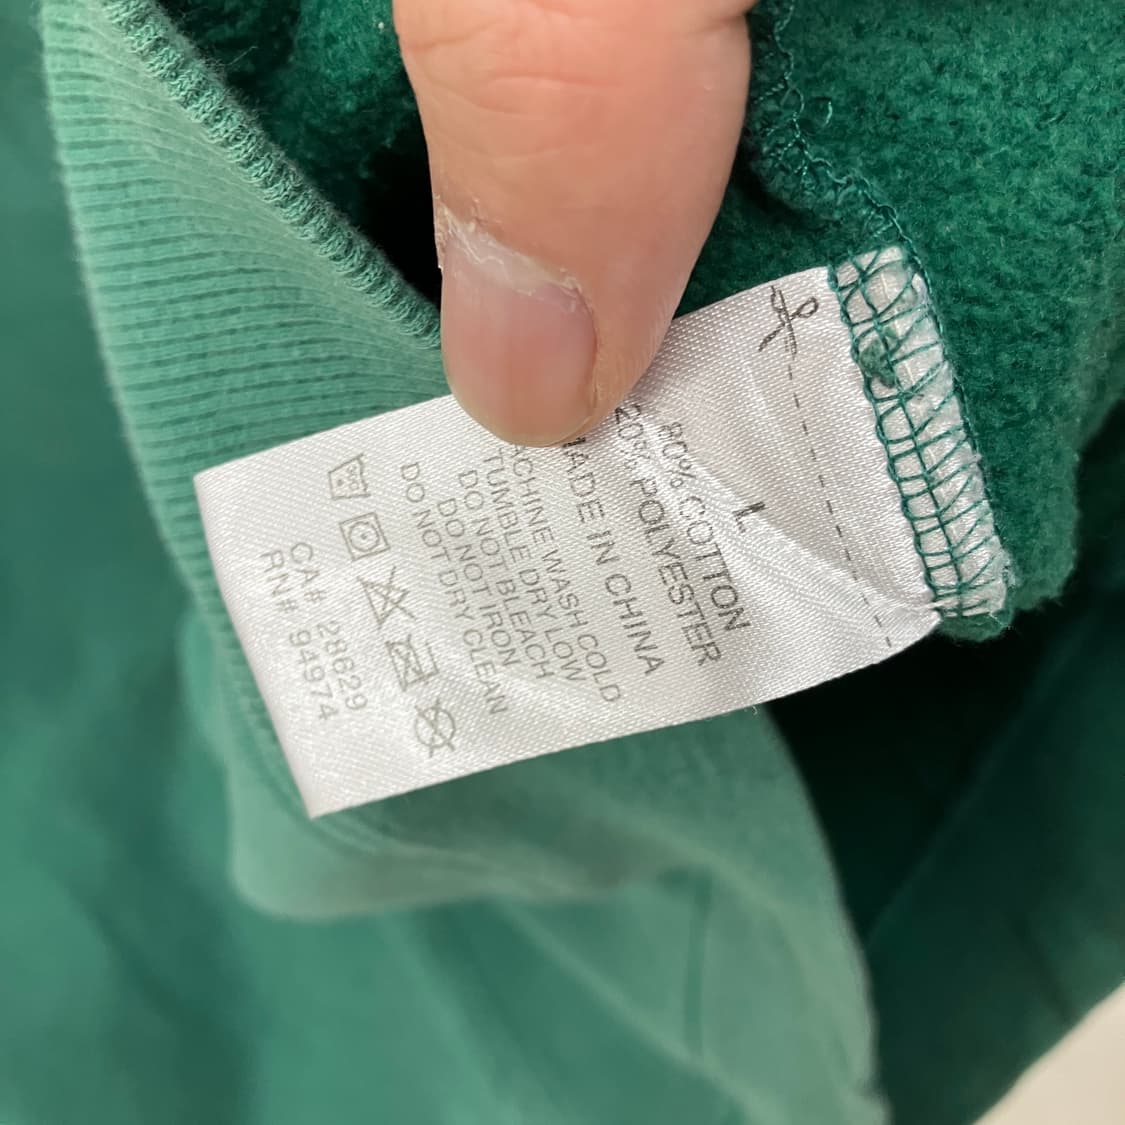 L
80% COTTON
20% POLYESTER
MADE IN CHINA
MACHINE WASH COLD
TUMBLE DRY LOW
DO NOT BLEACH
DO NOT IRON
DO NOT DRY CLEAN
CA# 28629
RN# 94974